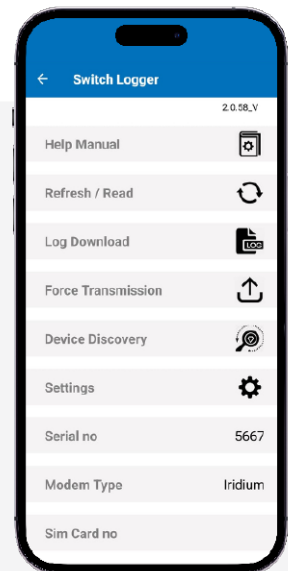 Switch Logger
2.0.58_V
Help Manual
Refresh / Read
Log Download
LOG
Force Transmission
Device Discovery
Settings
Serial no 5667
Modem Type Iridium
Sim Card no